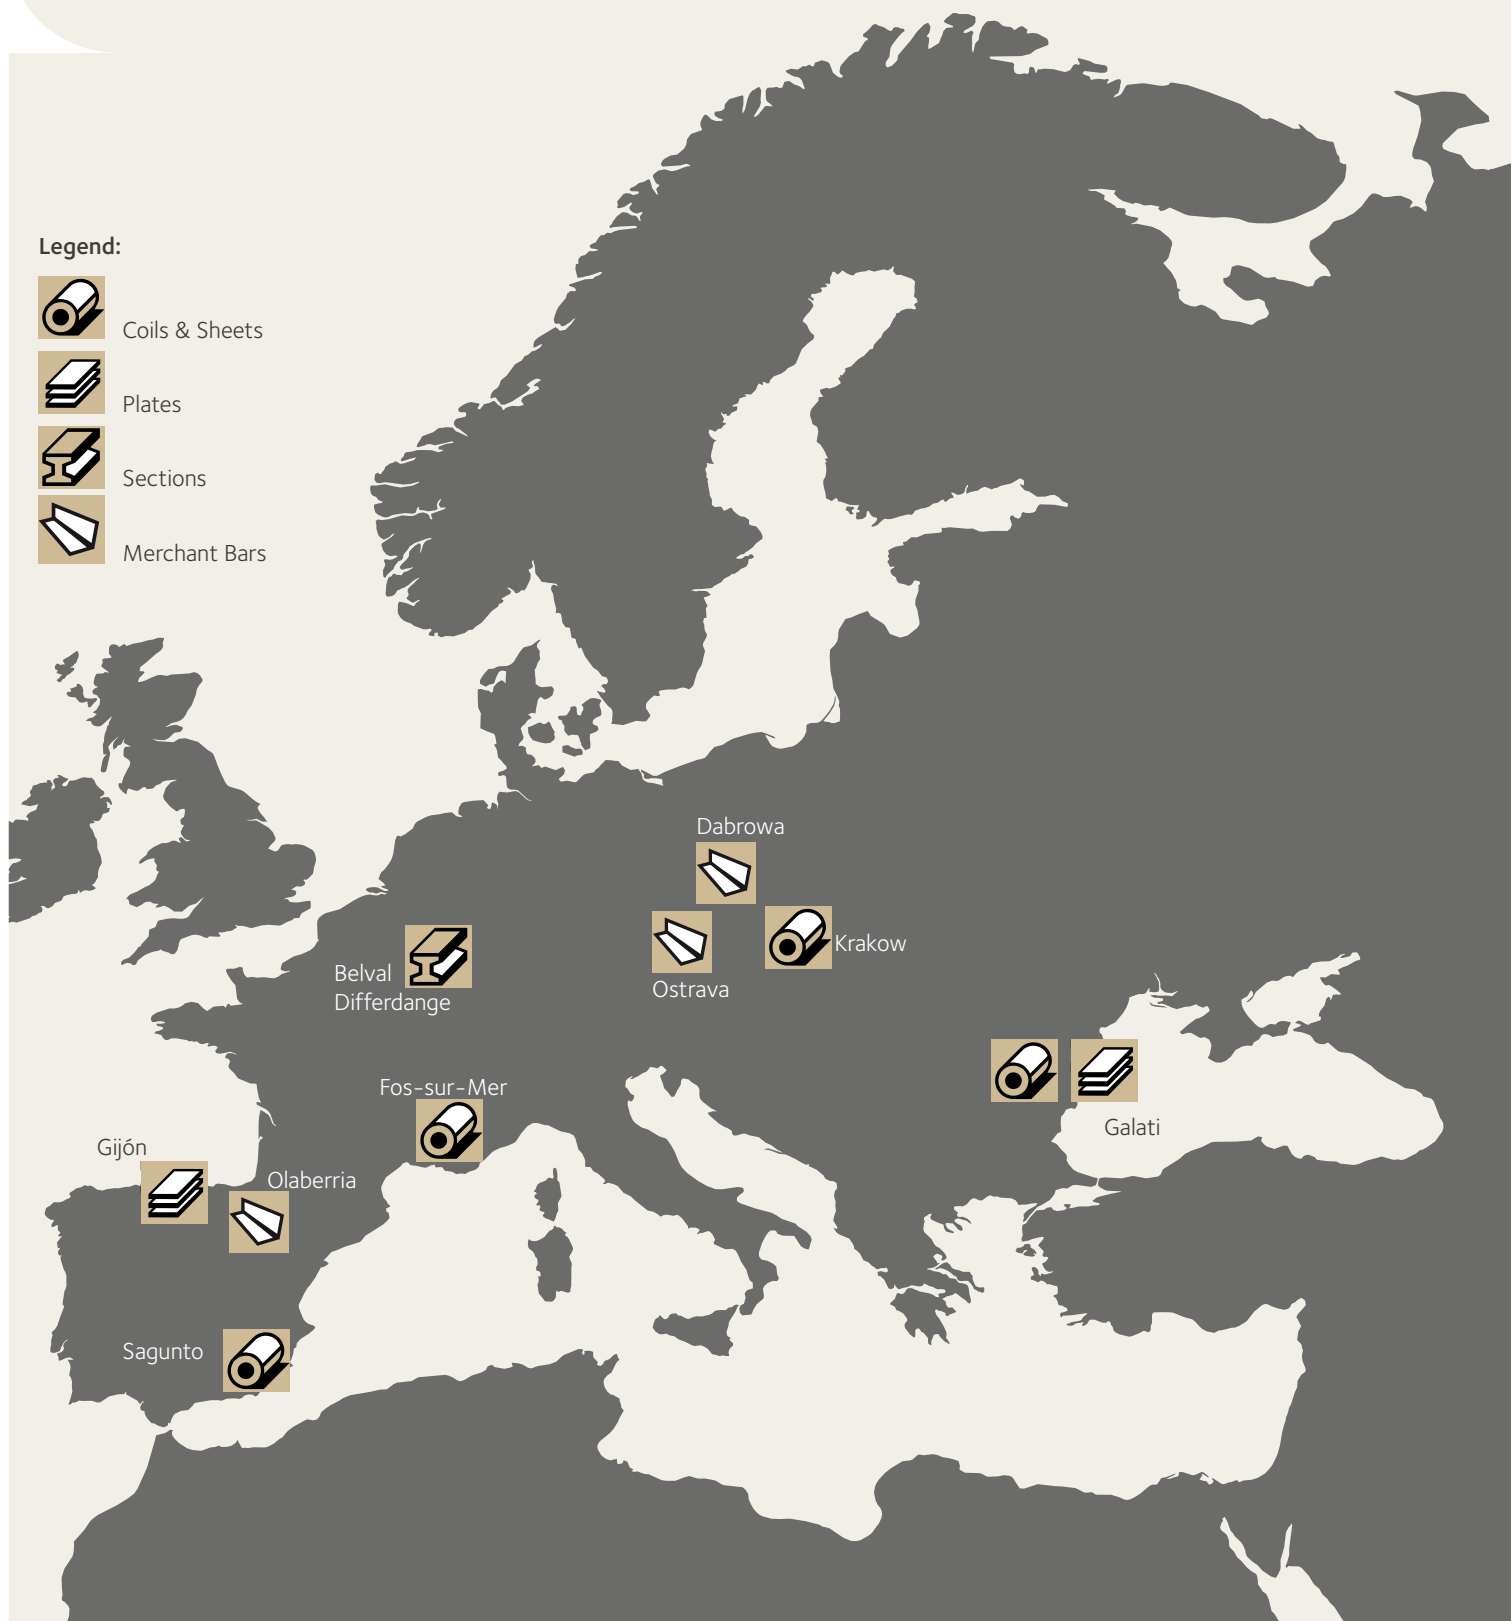 Legend:
Coils & Sheets
Plates
Sections
Merchant Bars
Dabrowa
Krakow
Ostrava
Belval
Differdange
Fos-sur-Mer
Galati
Gijón
Olaberria
Sagunto